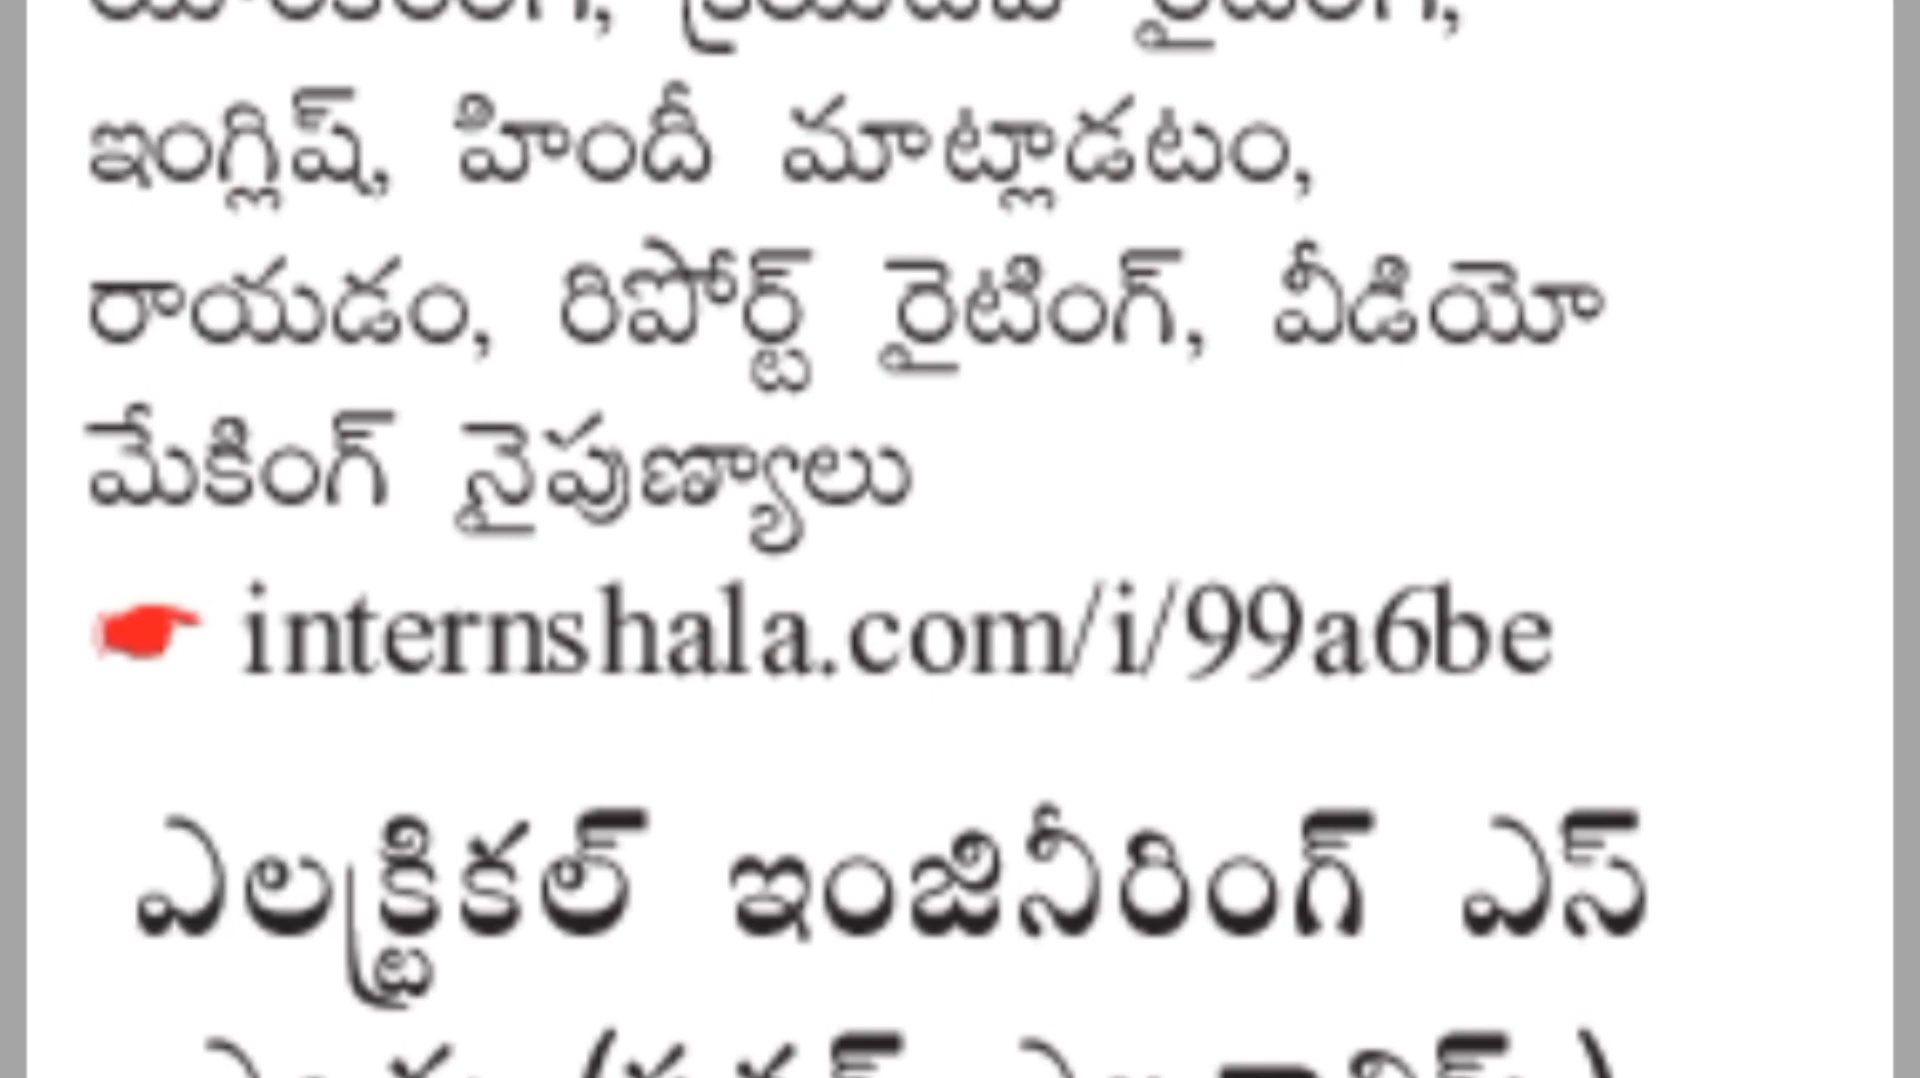 ఇంగ్లిష్, హిందీ మాట్లాడటం,
రాయడం, రిపోర్ట్ రైటింగ్, వీడియో
మేకింగ్ నైపుణ్యాలు
internshala.com/i/99a6be
ఎలక్ట్రికల్ ఇంజినీరింగ్ ఎస్